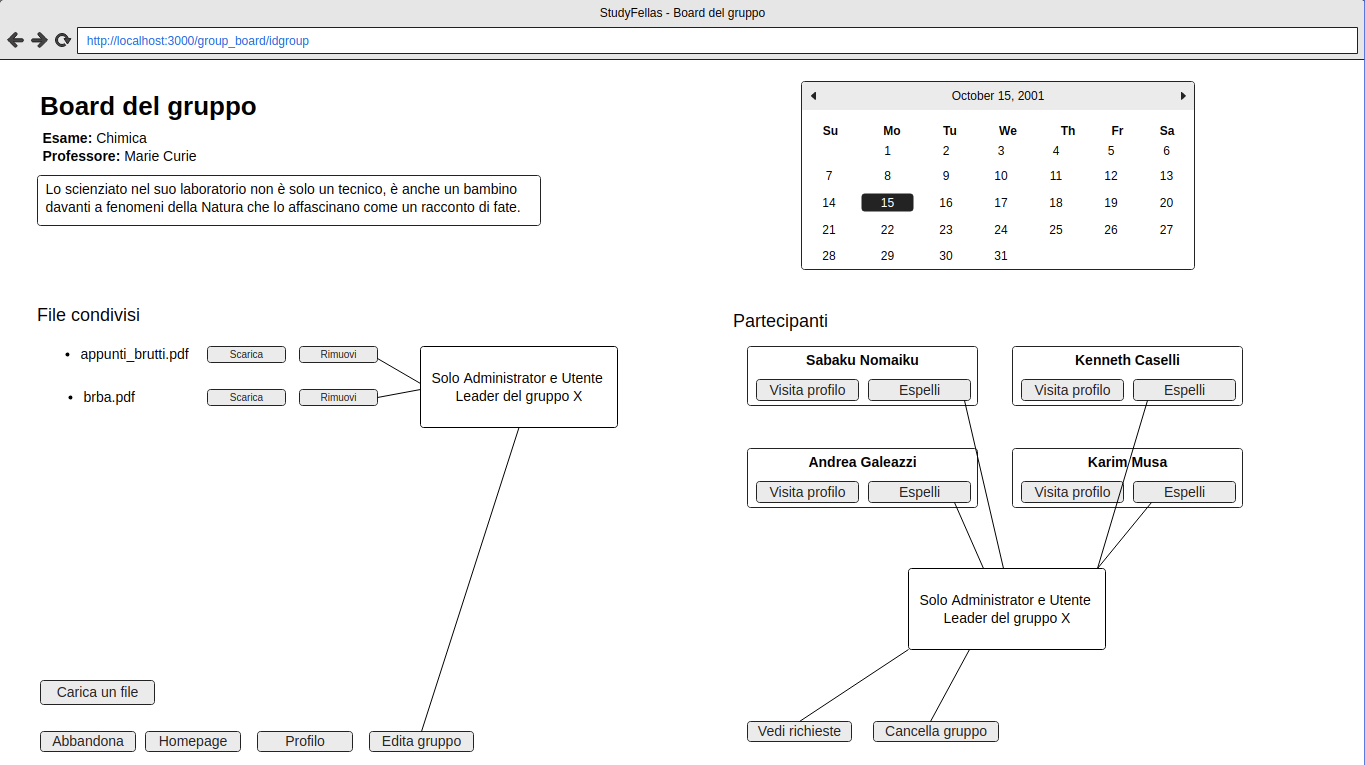 StudyFellas - Board del gruppo
http://localhost:3000/group_board/idgroup
Board del gruppo
Esame: Chimica
Professore: Marie Curie
Lo scienziato nel suo laboratorio non è solo un tecnico, è anche un bambino
davanti a fenomeni della Natura che lo affascinano come un racconto di fate.
October 15, 2001
Su Mo Tu We Th Fr Sa
1 2 3 4 5 6
7 8 9 10 11 12 13
14 15 16 17 18 19 20
21 22 23 24 25 26 27
28 29 30 31
File condivisi
appunti_brutti.pdf Scarica Rimuovi
brba.pdf Scarica Rimuovi
Solo Administrator e Utente
Leader del gruppo X
Carica un file
Abbandona Homepage Profilo Edita gruppo
Partecipanti
Sabaku Nomaiku
Visita profilo Espelli
Kenneth Caselli
Visita profilo Espelli
Andrea Galeazzi
Visita profilo Espelli
Karim Musa
Visita profilo Espelli
Solo Administrator e Utente
Leader del gruppo X
Vedi richieste Cancella gruppo